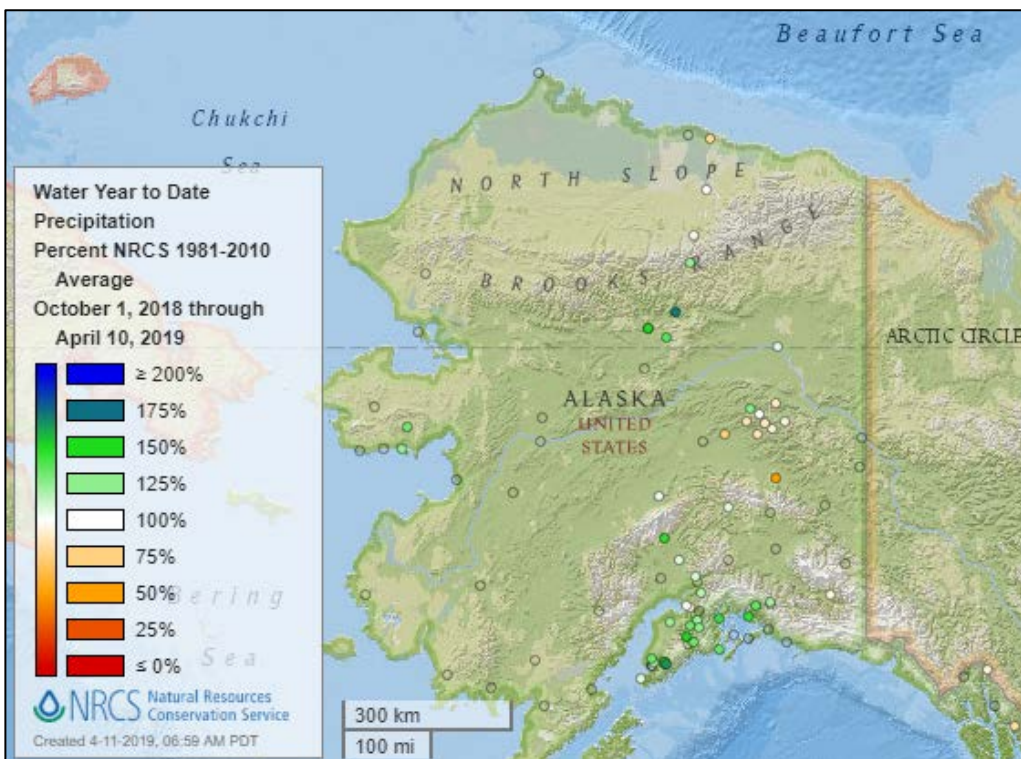 Beaufort Sea
Chukchi
Sea
NORTH SLOPE
BROOKS RANGE
ARCTIC CIRCLE
ALASKA
UNITED
STATES
Bering
Sea
Water Year to Date
Precipitation
Percent NRCS 1981-2010
Average
October 1, 2018 through
April 10, 2019
≥ 200%
175%
150%
125%
100%
75%
50%
25%
≤ 0%
NRCS Natural Resources
Conservation Service
Created 4-11-2019, 06:59 AM PDT
300 km
100 mi